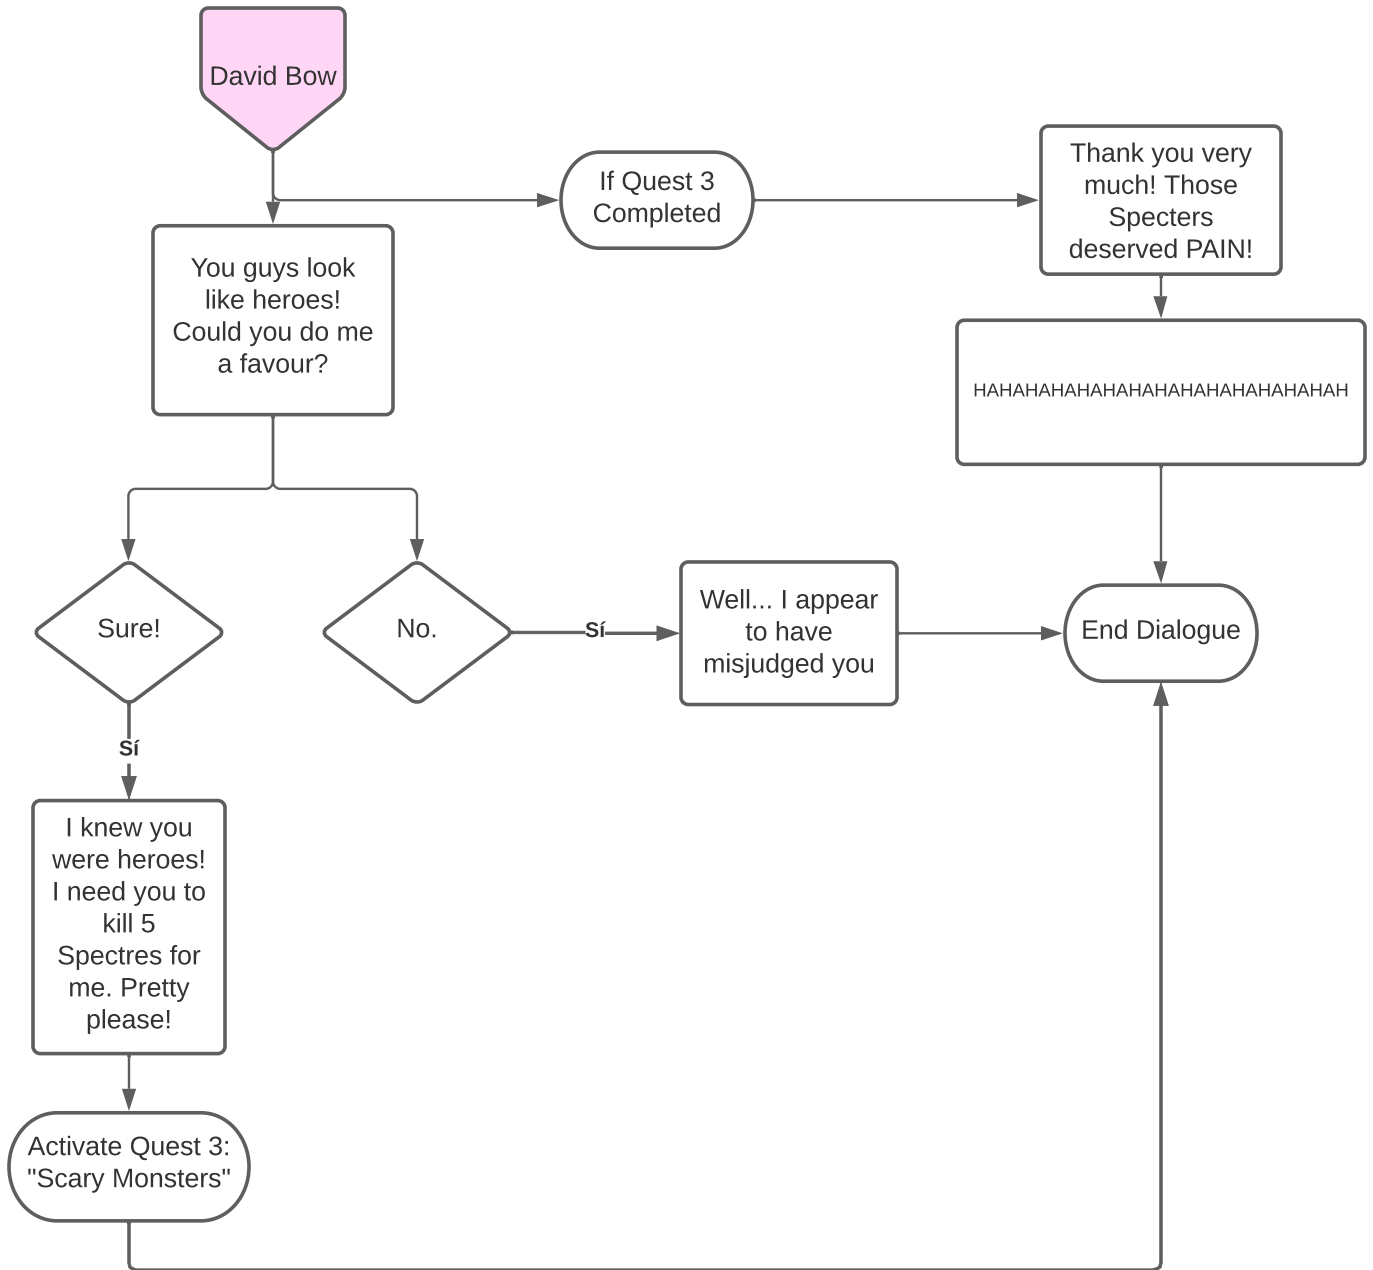 David Bow
If Quest 3
Completed
Thank you very
much! Those
Specters
deserved PAIN!
You guys look
like heroes!
Could you do me
a favour?
HAHAHAHAHAHAHAHAHAHAHAHAHAHAH
Sure!
No.
Sí
Well... I appear
to have
misjudged you
End Dialogue
Sí
I knew you
were heroes!
I need you to
kill 5
Spectres for
me. Pretty
please!
Activate Quest 3:
"Scary Monsters"